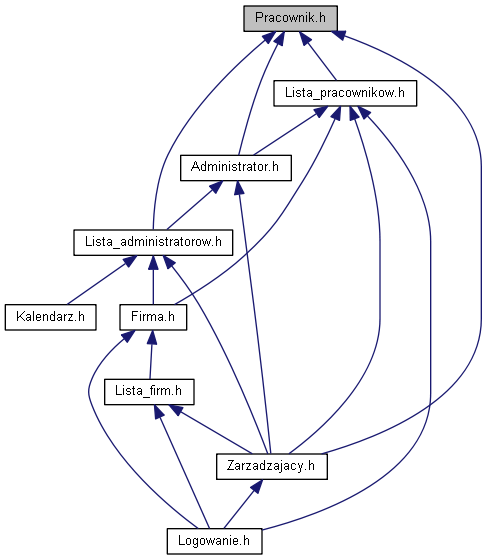 Pracownik.h
Lista_pracownikow.h
Administrator.h
Lista_administratorow.h
Kalendarz.h
Firma.h
Lista_firm.h
Zarzadzajacy.h
Logowanie.h